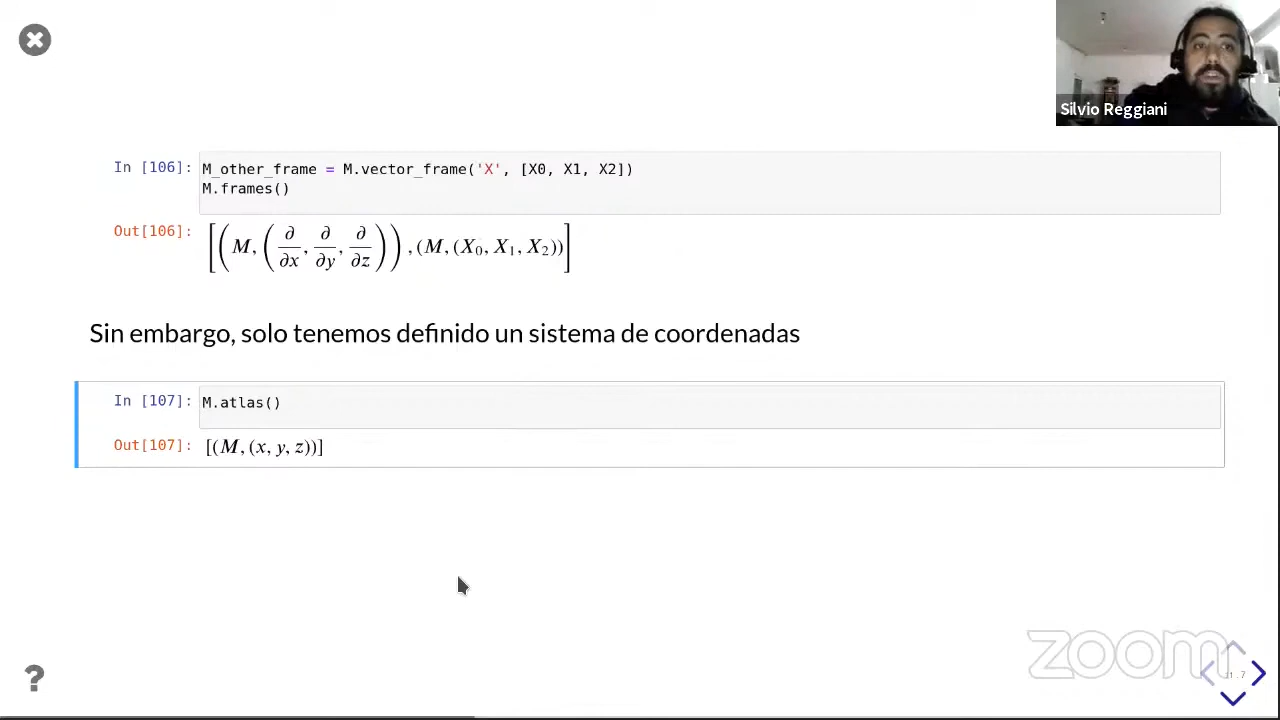 Silvio Reggiani
In [106]: M_other_frame = M.vector_frame('X', [X0, X1, X2])
M.frames()
Out[106]: [(M, (∂/∂x, ∂/∂y, ∂/∂z)), (M, (X₀, X₁, X₂))]
Sin embargo, solo tenemos definido un sistema de coordenadas
In [107]: M.atlas()
Out[107]: [(M, (x, y, z))]
zoom
?